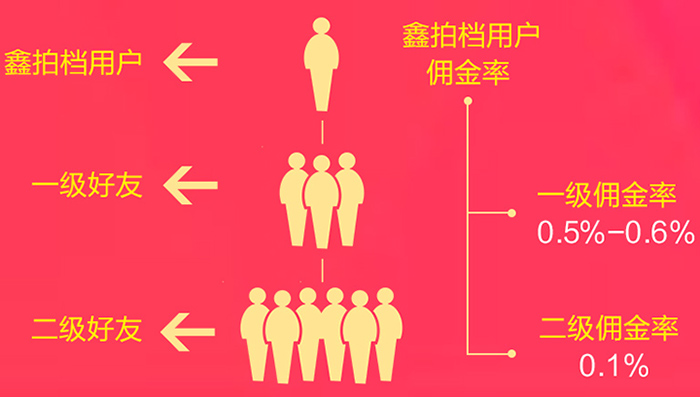 鑫拍档用户
一级好友
二级好友
鑫拍档用户
佣金率
一级佣金率
0.5%-0.6%
二级佣金率
0.1%